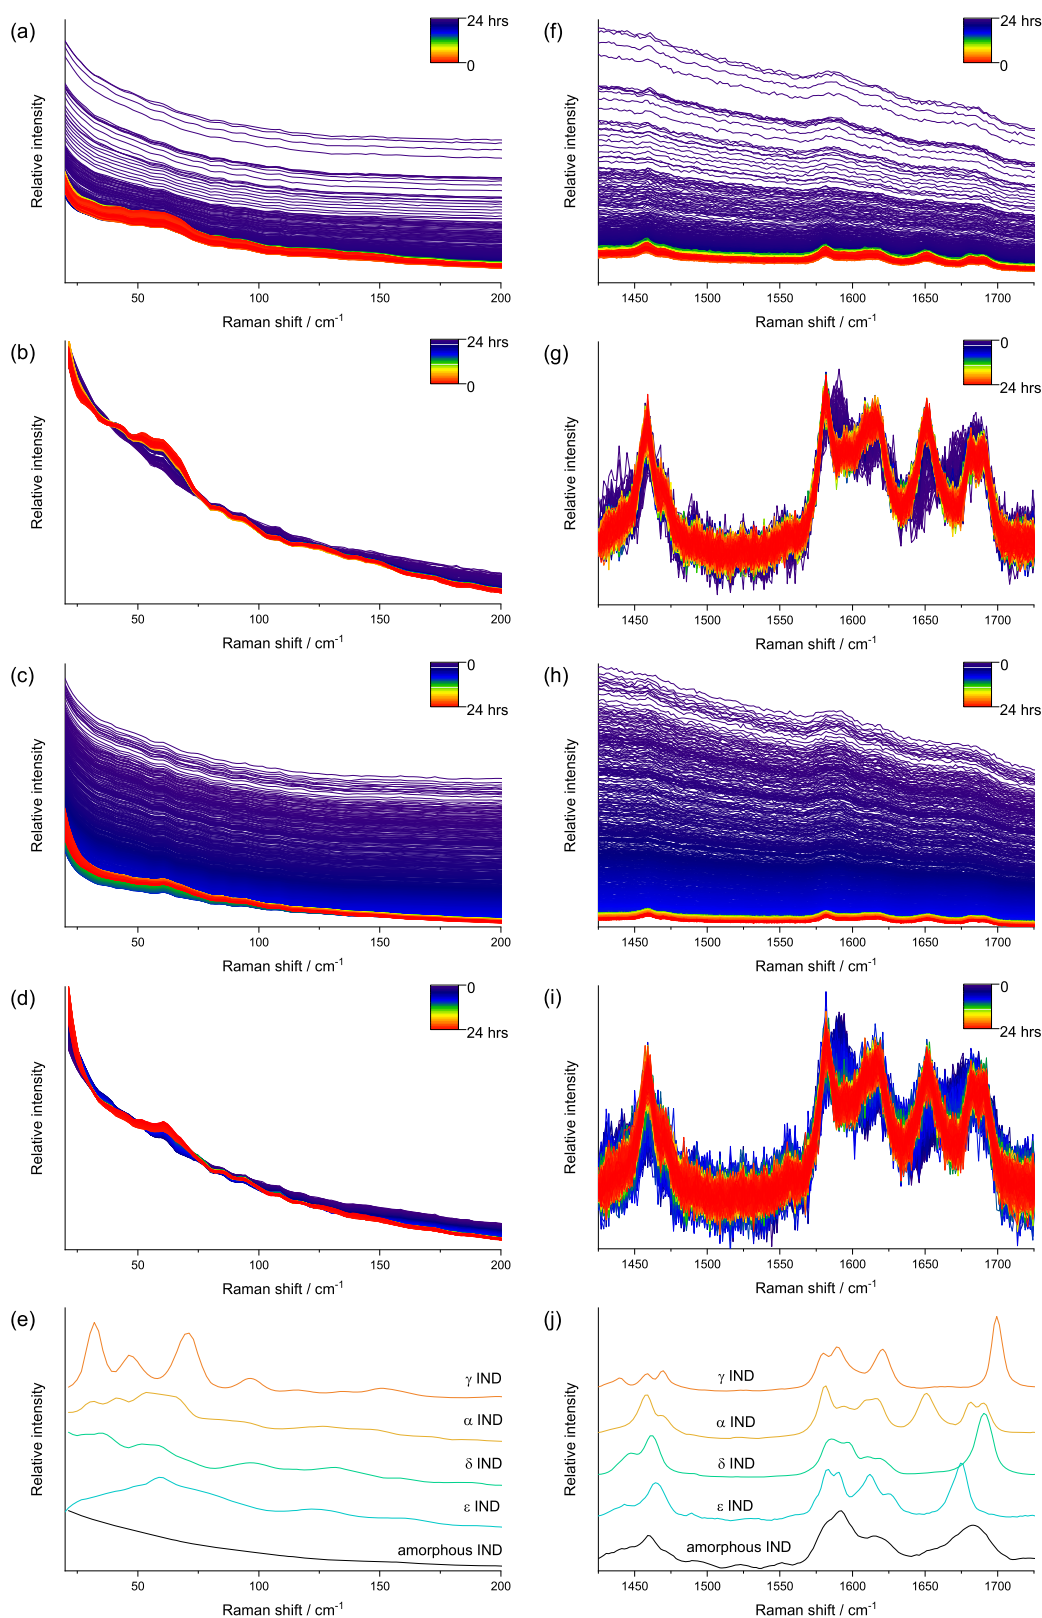 (a)
24 hrs
0
Relative intensity
50
100
150
200
Raman shift / cm-1
(f)
24 hrs
0
Relative intensity
1450
1500
1550
1600
1650
1700
Raman shift / cm-1
(b)
24 hrs
0
Relative intensity
50
100
150
200
Raman shift / cm-1
(g)
0
24 hrs
Relative intensity
1450
1500
1550
1600
1650
1700
Raman shift / cm-1
(c)
0
24 hrs
Relative intensity
50
100
150
200
Raman shift / cm-1
(h)
0
24 hrs
Relative intensity
1450
1500
1550
1600
1650
1700
Raman shift / cm-1
(d)
0
24 hrs
Relative intensity
50
100
150
200
Raman shift / cm-1
(i)
0
24 hrs
Relative intensity
1450
1500
1550
1600
1650
1700
Raman shift / cm-1
(e)
γ IND
α IND
δ IND
ε IND
amorphous IND
Relative intensity
50
100
150
200
Raman shift / cm-1
(j)
γ IND
α IND
δ IND
ε IND
amorphous IND
Relative intensity
1450
1500
1550
1600
1650
1700
Raman shift / cm-1